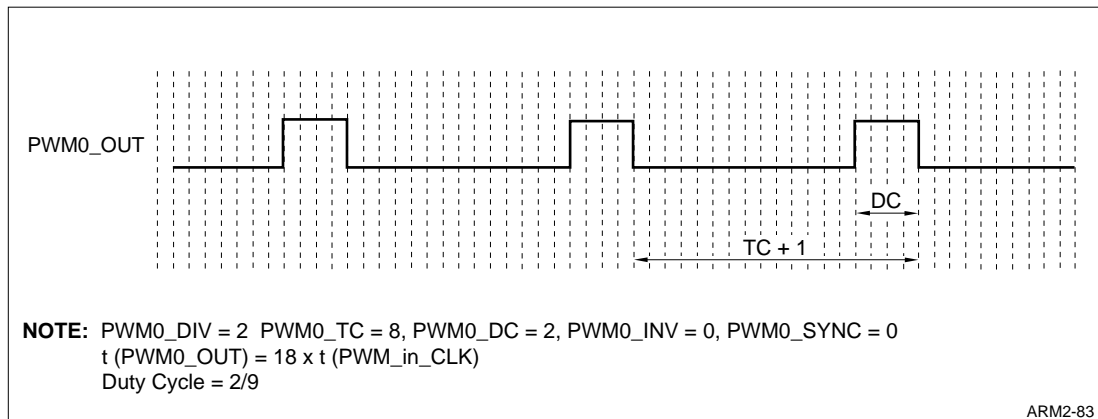 PWM0_OUT
DC
TC + 1
NOTE: PWM0_DIV = 2 PWM0_TC = 8, PWM0_DC = 2, PWM0_INV = 0, PWM0_SYNC = 0
t (PWM0_OUT) = 18 x t (PWM_in_CLK)
Duty Cycle = 2/9
ARM2-83